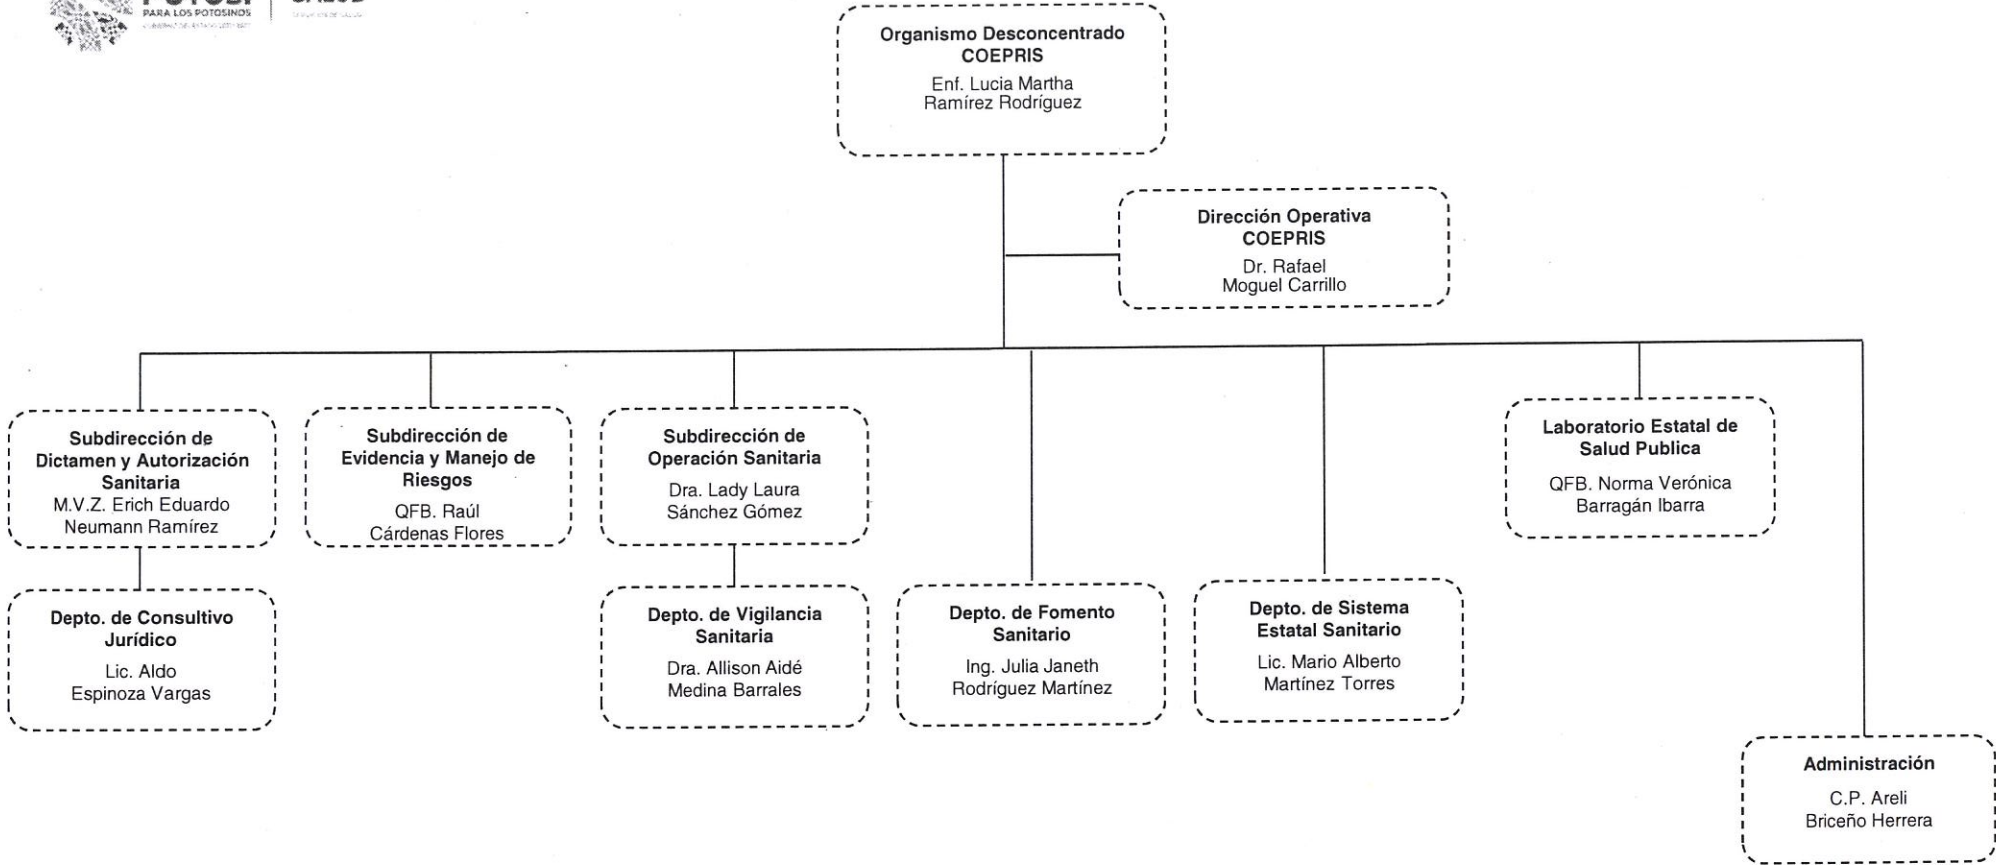 PARA LOS POTOSINOS
Organismo Desconcentrado
COEPRIS
Enf. Lucia Martha
Ramírez Rodríguez
Dirección Operativa
COEPRIS
Dr. Rafael
Moguel Carrillo
Subdirección de
Dictamen y Autorización
Sanitaria
M.V.Z. Erich Eduardo
Neumann Ramírez
Subdirección de
Evidencia y Manejo de
Riesgos
QFB. Raúl
Cárdenas Flores
Subdirección de
Operación Sanitaria
Dra. Lady Laura
Sánchez Gómez
Laboratorio Estatal de
Salud Publica
QFB. Norma Verónica
Barragán Ibarra
Depto. de Consultivo
Jurídico
Lic. Aldo
Espinoza Vargas
Depto. de Vigilancia
Sanitaria
Dra. Allison Aidé
Medina Barrales
Depto. de Fomento
Sanitario
Ing. Julia Janeth
Rodríguez Martínez
Depto. de Sistema
Estatal Sanitario
Lic. Mario Alberto
Martínez Torres
Administración
C.P. Areli
Briceño Herrera